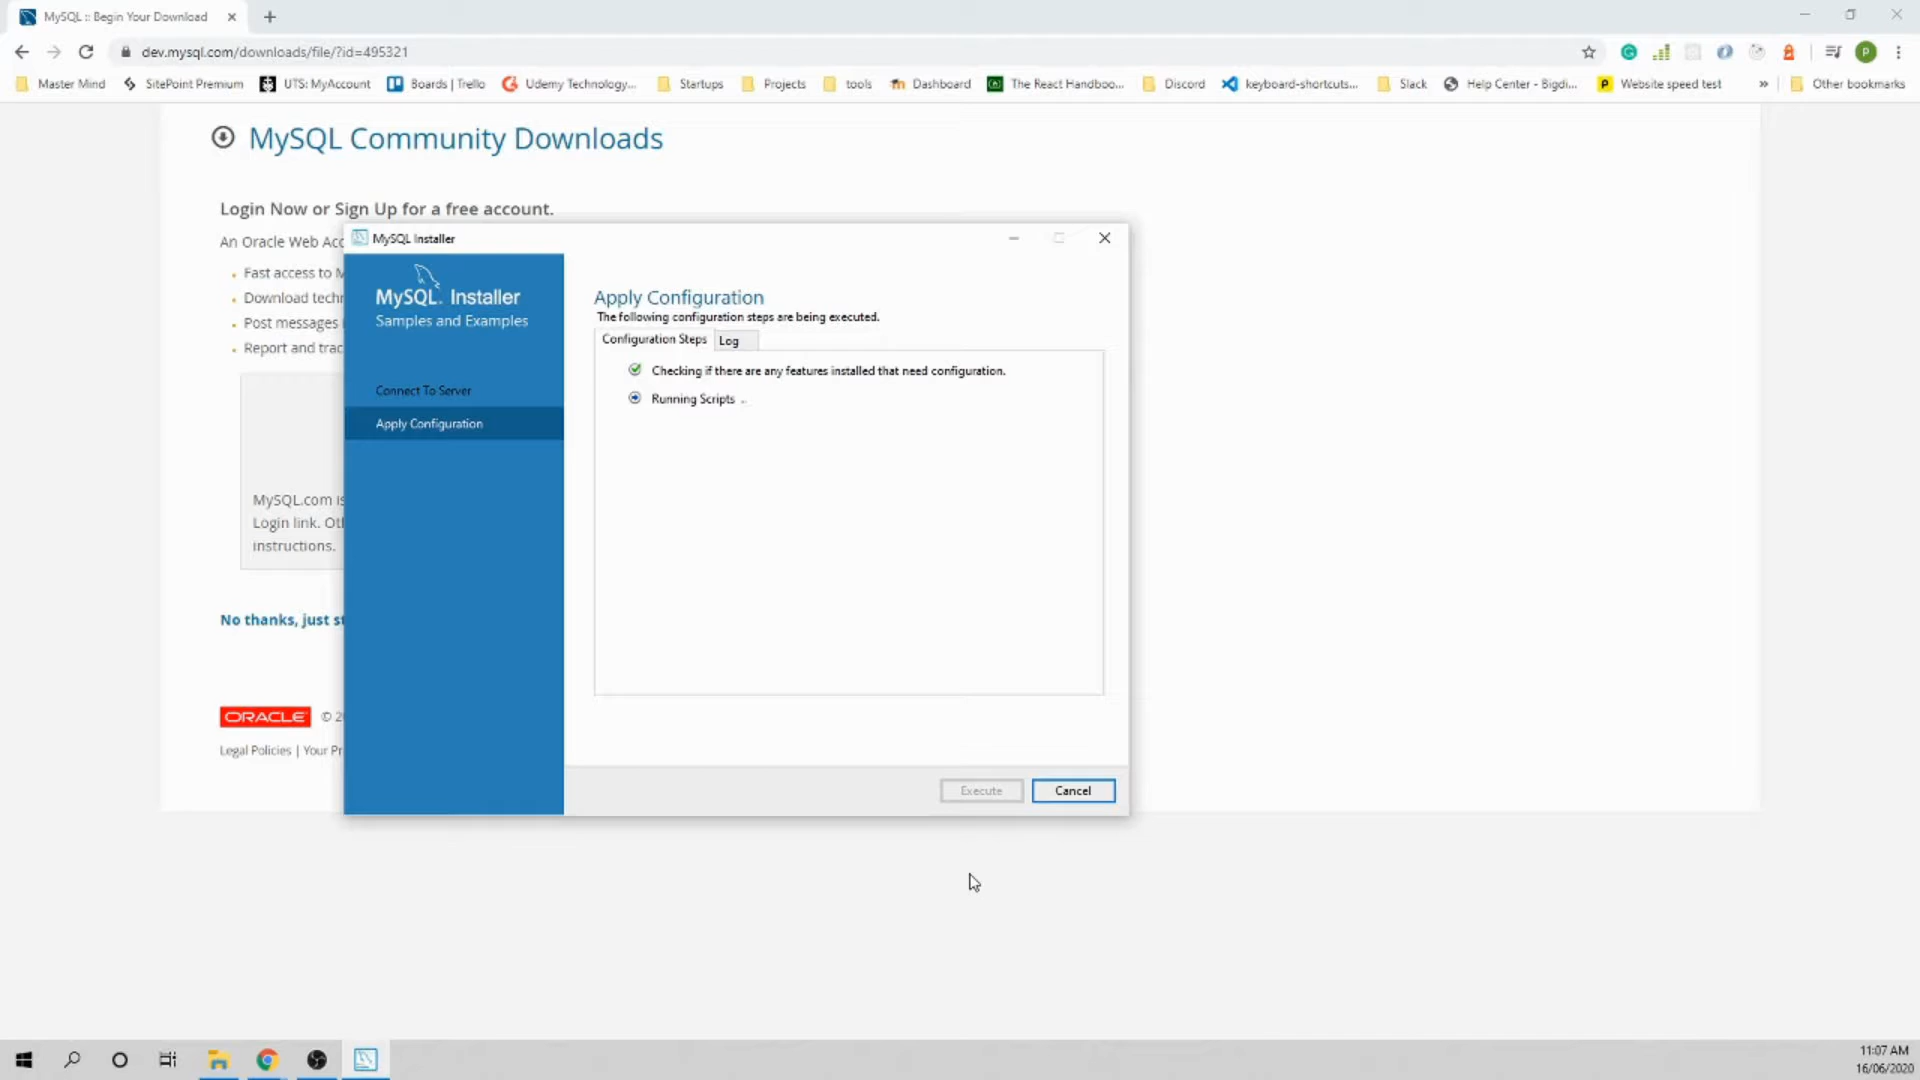 MySQL :: Begin Your Download
dev.mysql.com/downloads/file/?id=495321
P
Master Mind
SitePoint Premium
UTS: MyAccount
Boards | Trello
Udemy Technology...
Startups
Projects
tools
Dashboard
The React Handboo...
Discord
keyboard-shortcuts...
Slack
Help Center - Bigdi...
Website speed test
»
Other bookmarks
MySQL Community Downloads
Login Now or Sign Up for a free account.
An Oracle Web Acc
Fast access to M
Download techn
Post messages i
Report and trac
MySQL.com is
Login link. Oth
instructions.
No thanks, just st
ORACLE © 20
Legal Policies | Your Pr
MySQL Installer
MySQL. Installer
Samples and Examples
Connect To Server
Apply Configuration
Apply Configuration
The following configuration steps are being executed.
Configuration Steps
Log
Checking if there are any features installed that need configuration.
Running Scripts ..
Execute
Cancel
11:07 AM
16/06/2020